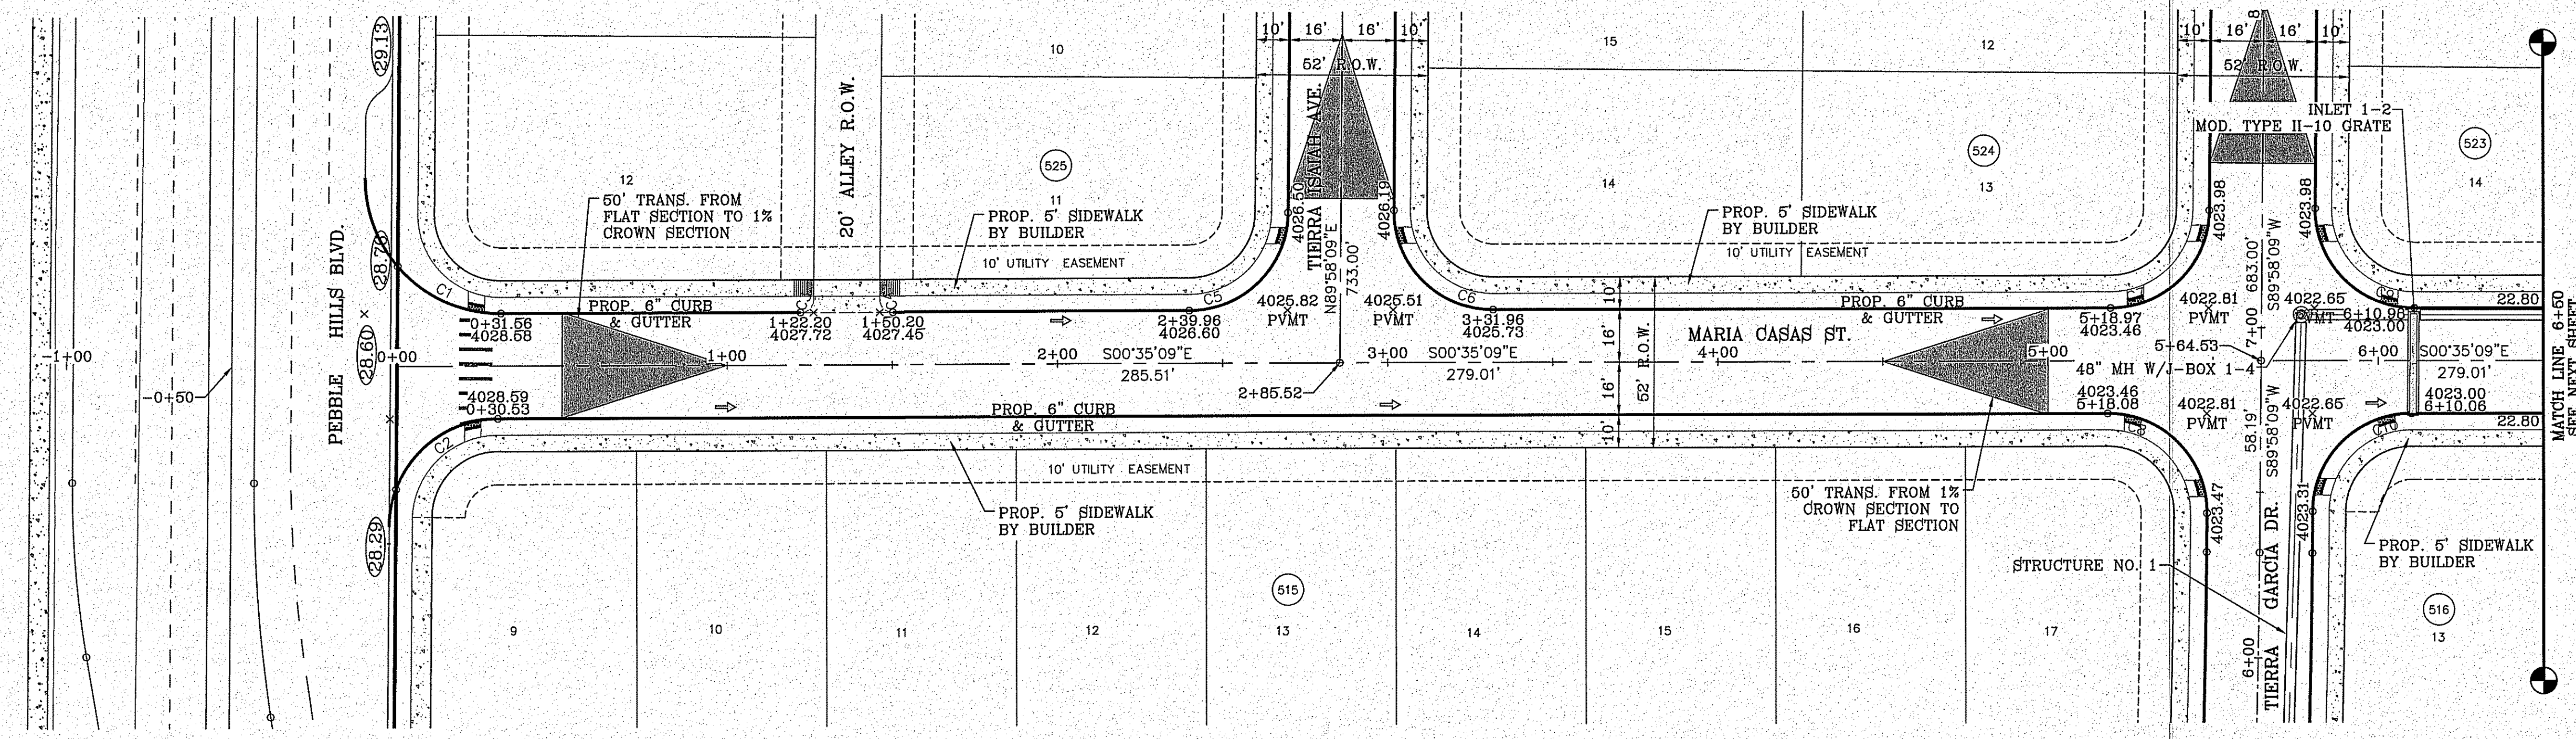 29.13
28.76
28.60
28.29
PEBBLE HILLS BLVD.
-1+00
-0+50
0+00
C1
C2
12
50' TRANS. FROM
FLAT SECTION TO 1%
CROWN SECTION
20' ALLEY R.O.W.
10
525
11
PROP. 5' SIDEWALK
BY BUILDER
10' UTILITY EASEMENT
PROP. 6" CURB
& GUTTER
0+31.56
4028.58
1+22.20
4027.72
1+50.20
4027.45
2+39.96
4026.60
C5
1+00
2+00
S00°35'09"E
285.51'
4028.59
0+30.53
PROP. 6" CURB
& GUTTER
10' 16' 16' 10'
52' R.O.W.
TIERRA ISAIAH AVE.
N89°58'09"E
733.00'
4026.50
4026.19
4025.82
PVMT
4025.51
PVMT
C6
3+31.96
4025.73
3+00
S00°35'09"E
279.01'
2+85.52
15
12
14
524
13
PROP. 5' SIDEWALK
BY BUILDER
10' UTILITY EASEMENT
10'
16'
16'
10'
52' R.O.W.
PROP. 6" CURB
& GUTTER
MARIA CASAS ST.
4+00
5+00
5+18.97
4023.46
4023.46
5+18.08
C8
10' 16' 16' 10'
52' R.O.W.
INLET 1-2
MOD. TYPE II-10 GRATE
4023.98
4023.98
683.00'
S89°58'09"W
7+00
4022.81
PVMT
4022.65
PVMT
6+10.98
4023.00
22.80
C9
5+64.53
48" MH W/J-BOX 1-4
6+00
S00°35'09"E
279.01'
4022.81
PVMT
4022.65
PVMT
4023.00
6+10.06
22.80
C10
558.19'
S89°58'09"W
4023.47
4023.31
TIERRA GARCIA DR.
6+00
523
14
MATCH LINE 6+50
SEE NEXT SHEET
10' UTILITY EASEMENT
PROP. 5' SIDEWALK
BY BUILDER
50' TRANS. FROM 1%
CROWN SECTION TO
FLAT SECTION
STRUCTURE NO. 1
PROP. 5' SIDEWALK
BY BUILDER
515
516
13
9
10
11
12
13
14
15
16
17